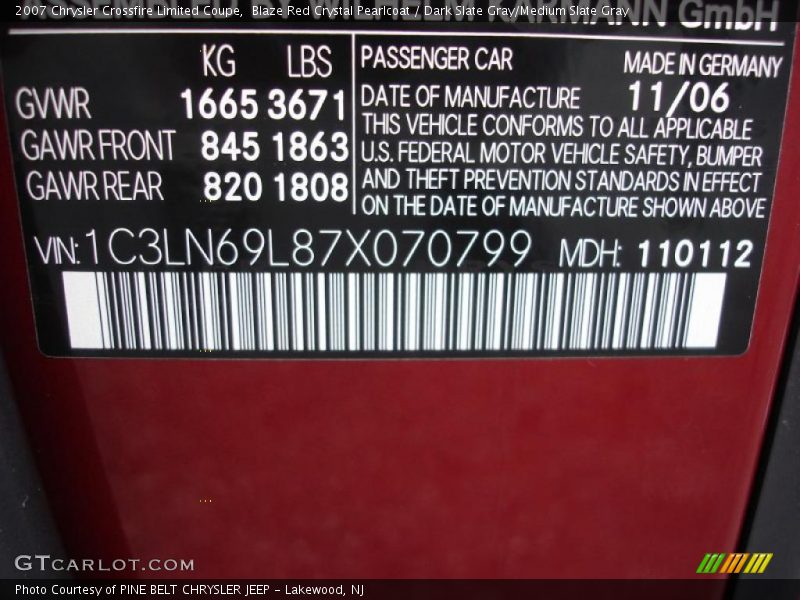 2007 Chrysler Crossfire Limited Coupe, Blaze Red Crystal Pearlcoat / Dark Slate Gray/Medium Slate Gray
KARMANN GmbH
KG LBS
GVWR 1665 3671
GAWR FRONT 845 1863
GAWR REAR 820 1808
PASSENGER CAR MADE IN GERMANY
DATE OF MANUFACTURE 11/06
THIS VEHICLE CONFORMS TO ALL APPLICABLE
U.S. FEDERAL MOTOR VEHICLE SAFETY, BUMPER
AND THEFT PREVENTION STANDARDS IN EFFECT
ON THE DATE OF MANUFACTURE SHOWN ABOVE
VIN: 1C3LN69L87X070799 MDH: 110112
GTCARLOT.COM
Photo Courtesy of PINE BELT CHRYSLER JEEP - Lakewood, NJ